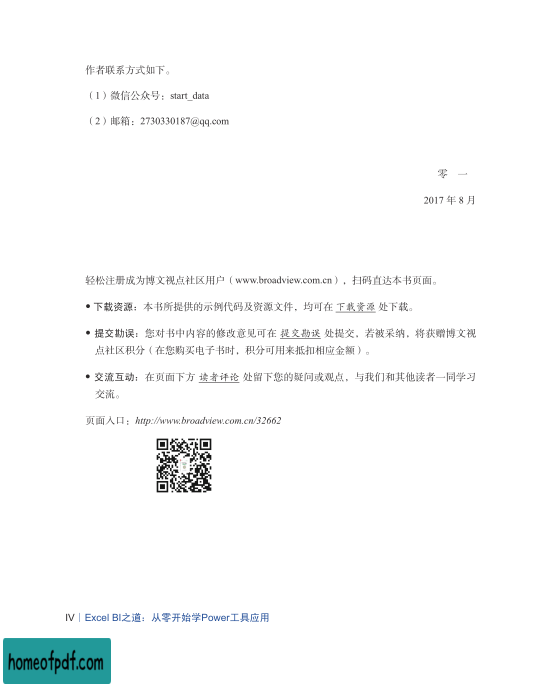 作者联系方式如下。
（1）微信公众号：start_data
（2）邮箱：2730330187@qq.com
零 一
2017 年 8 月
轻松注册成为博文视点社区用户（www.broadview.com.cn），扫码直达本书页面。
● 下载资源：本书所提供的示例代码及资源文件，均可在 下载资源 处下载。
● 提交勘误：您对书中内容的修改意见可在 提交勘误 处提交，若被采纳，将获赠博文视
点社区积分（在您购买电子书时，积分可用来抵扣相应金额）。
● 交流互动：在页面下方 读者评论 处留下您的疑问或观点，与我们和其他读者一同学习
交流。
页面入口：http://www.broadview.com.cn/32662
IV｜Excel BI之道：从零开始学Power工具应用
homeofpdf.com